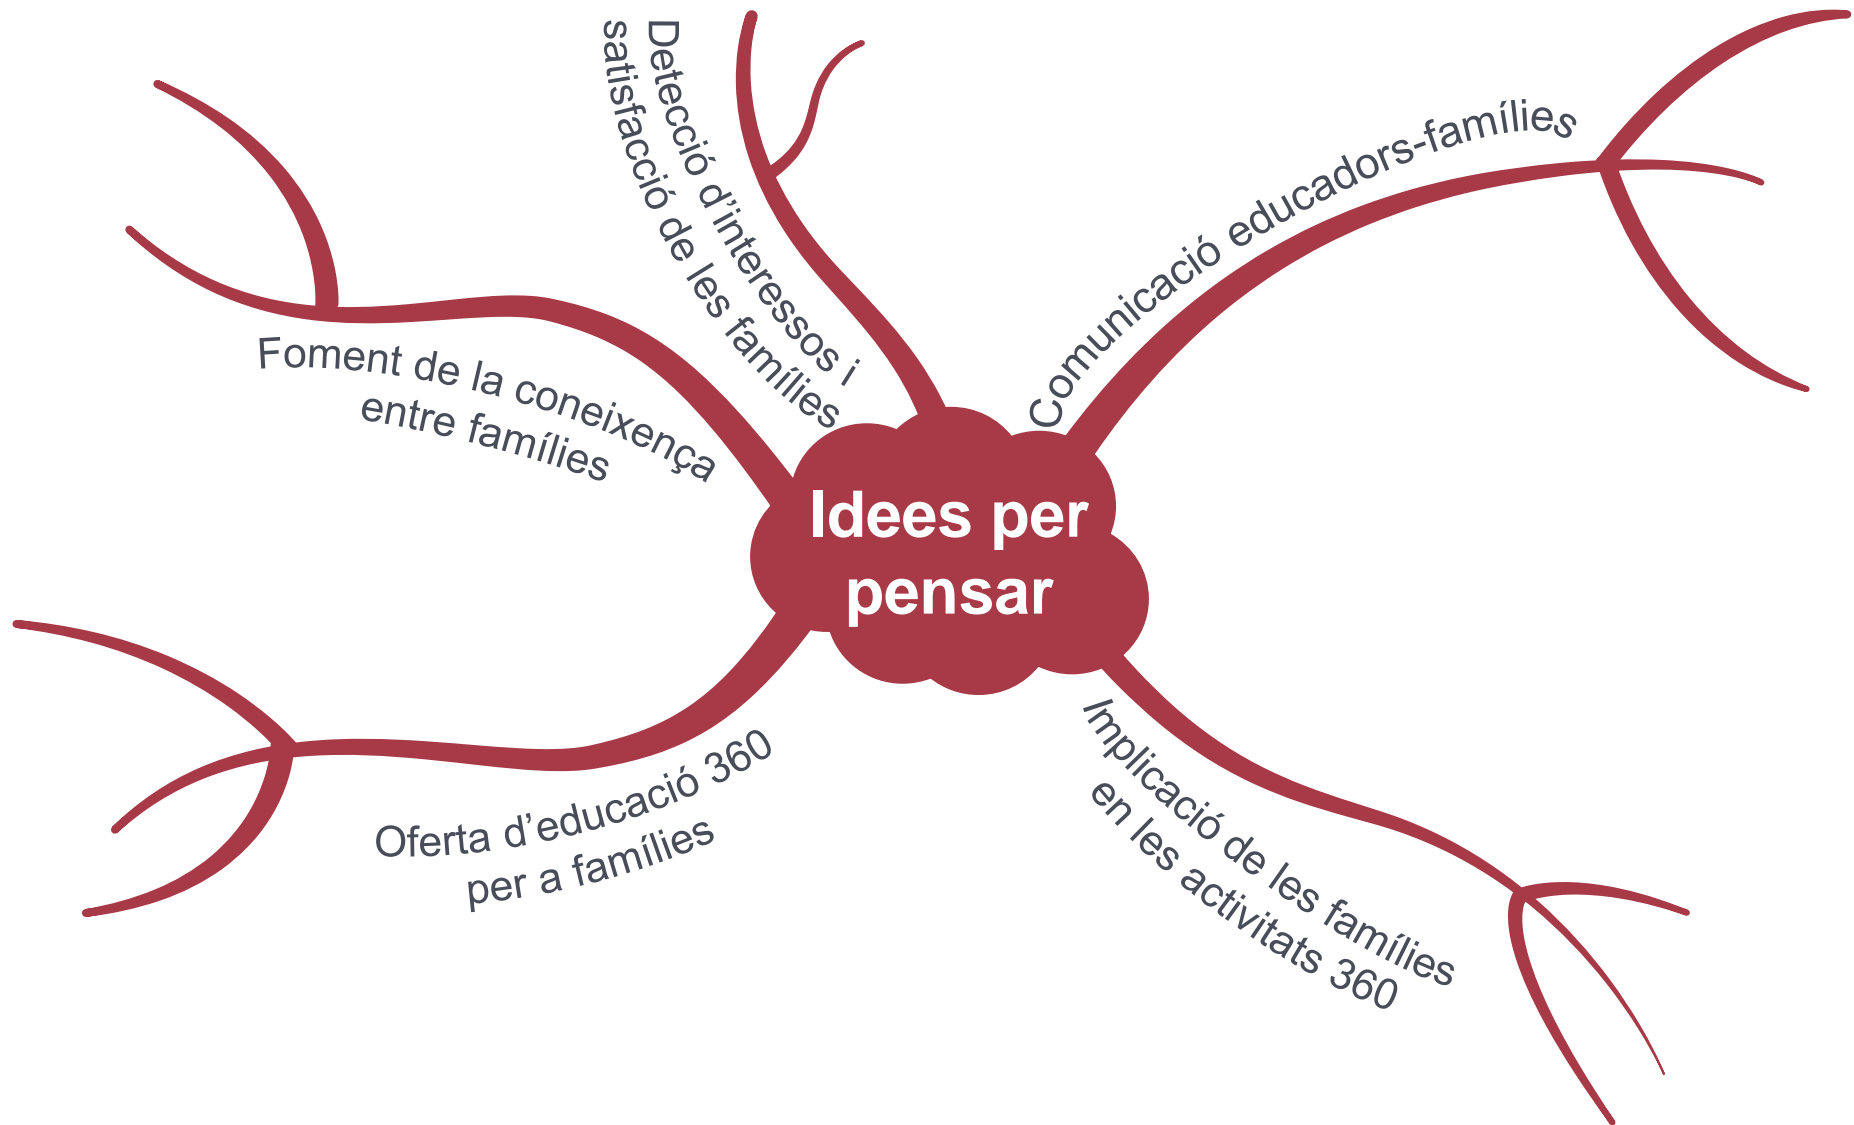 Detecció d’interessos i
satisfacció de les famílies
Comunicació educadors-famílies
Foment de la coneixença
entre famílies
Idees per
pensar
Oferta d’educació 360
per a famílies
Implicació de les famílies
en les activitats 360